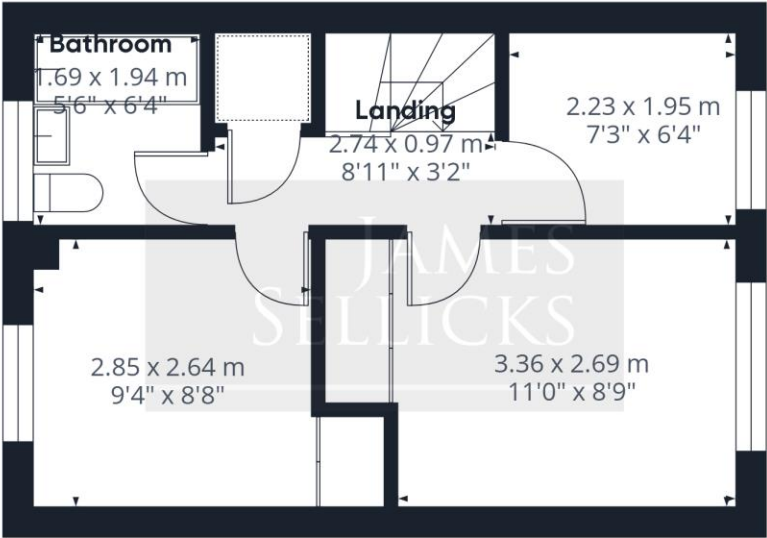 Bathroom
1.69 x 1.94 m
5'6" x 6'4"
Landing
2.74 x 0.97 m
8'11" x 3'2"
2.23 x 1.95 m
7'3" x 6'4"
JAMES
SELLICKS
2.85 x 2.64 m
9'4" x 8'8"
3.36 x 2.69 m
11'0" x 8'9"